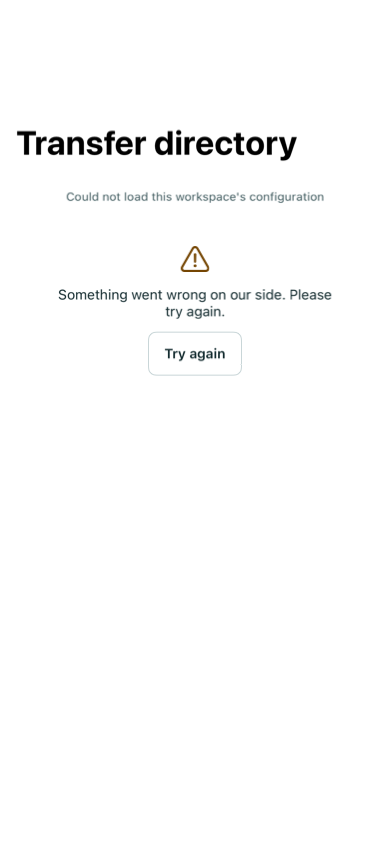 Transfer directory
Could not load this workspace's configuration
Something went wrong on our side. Please
try again.
Try again